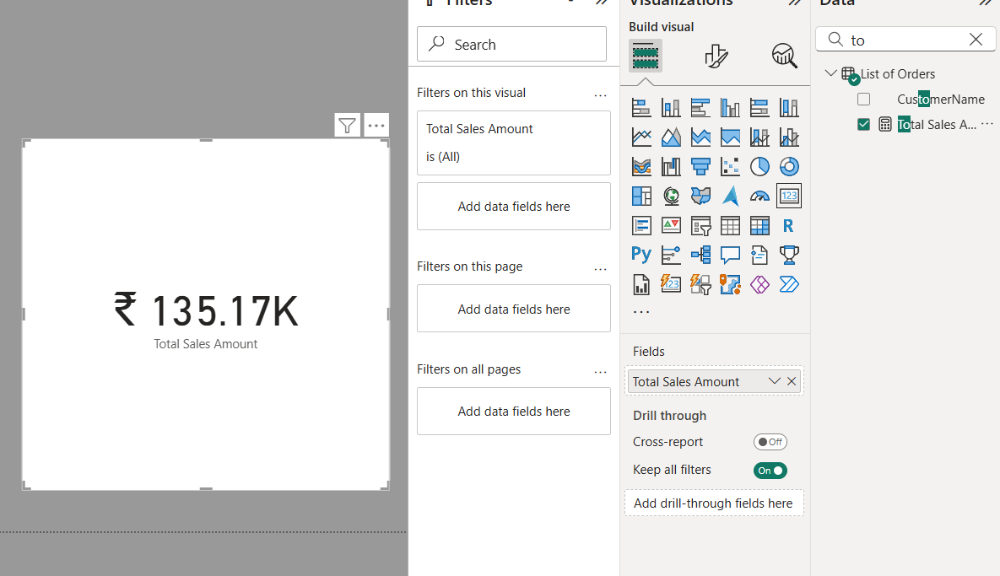 Filters
Search
Filters on this visual
...
Total Sales Amount
is (All)
Add data fields here
Filters on this page
...
Add data fields here
Filters on all pages
...
Add data fields here
₹ 135.17K
Total Sales Amount
Visualizations
Build visual
123
R
Py
123
...
Fields
Total Sales Amount
Drill through
Cross-report
Off
Keep all filters
On
Add drill-through fields here
Data
to
List of Orders
CustomerName
Total Sales A... ...